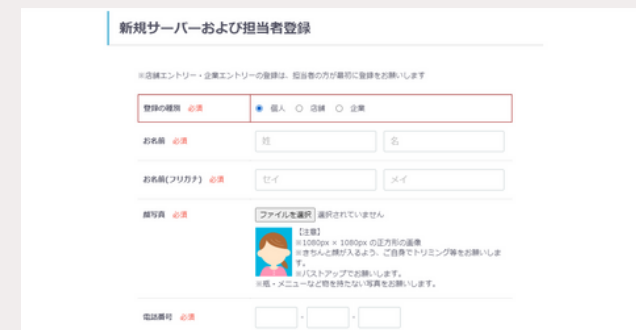 新規サーバーおよび担当者登録
※店舗エントリー・企業エントリーの登録は、担当者の方が最初に登録をお願いします
登録の種別 必須 個人 店舗 企業
お名前 必須 姓 名
お名前(フリガナ) 必須 セイ メイ
顔写真 必須 ファイルを選択 選択されていません
【注意】
※1080px × 1080px の正方形の画像
※きちんと顔が入るよう、ご自身でトリミング等をお願いしま
す。
※バストアップでお願いします。
※瓶・メニューなど物を持たない写真をお願いします。
電話番号 必須 - -